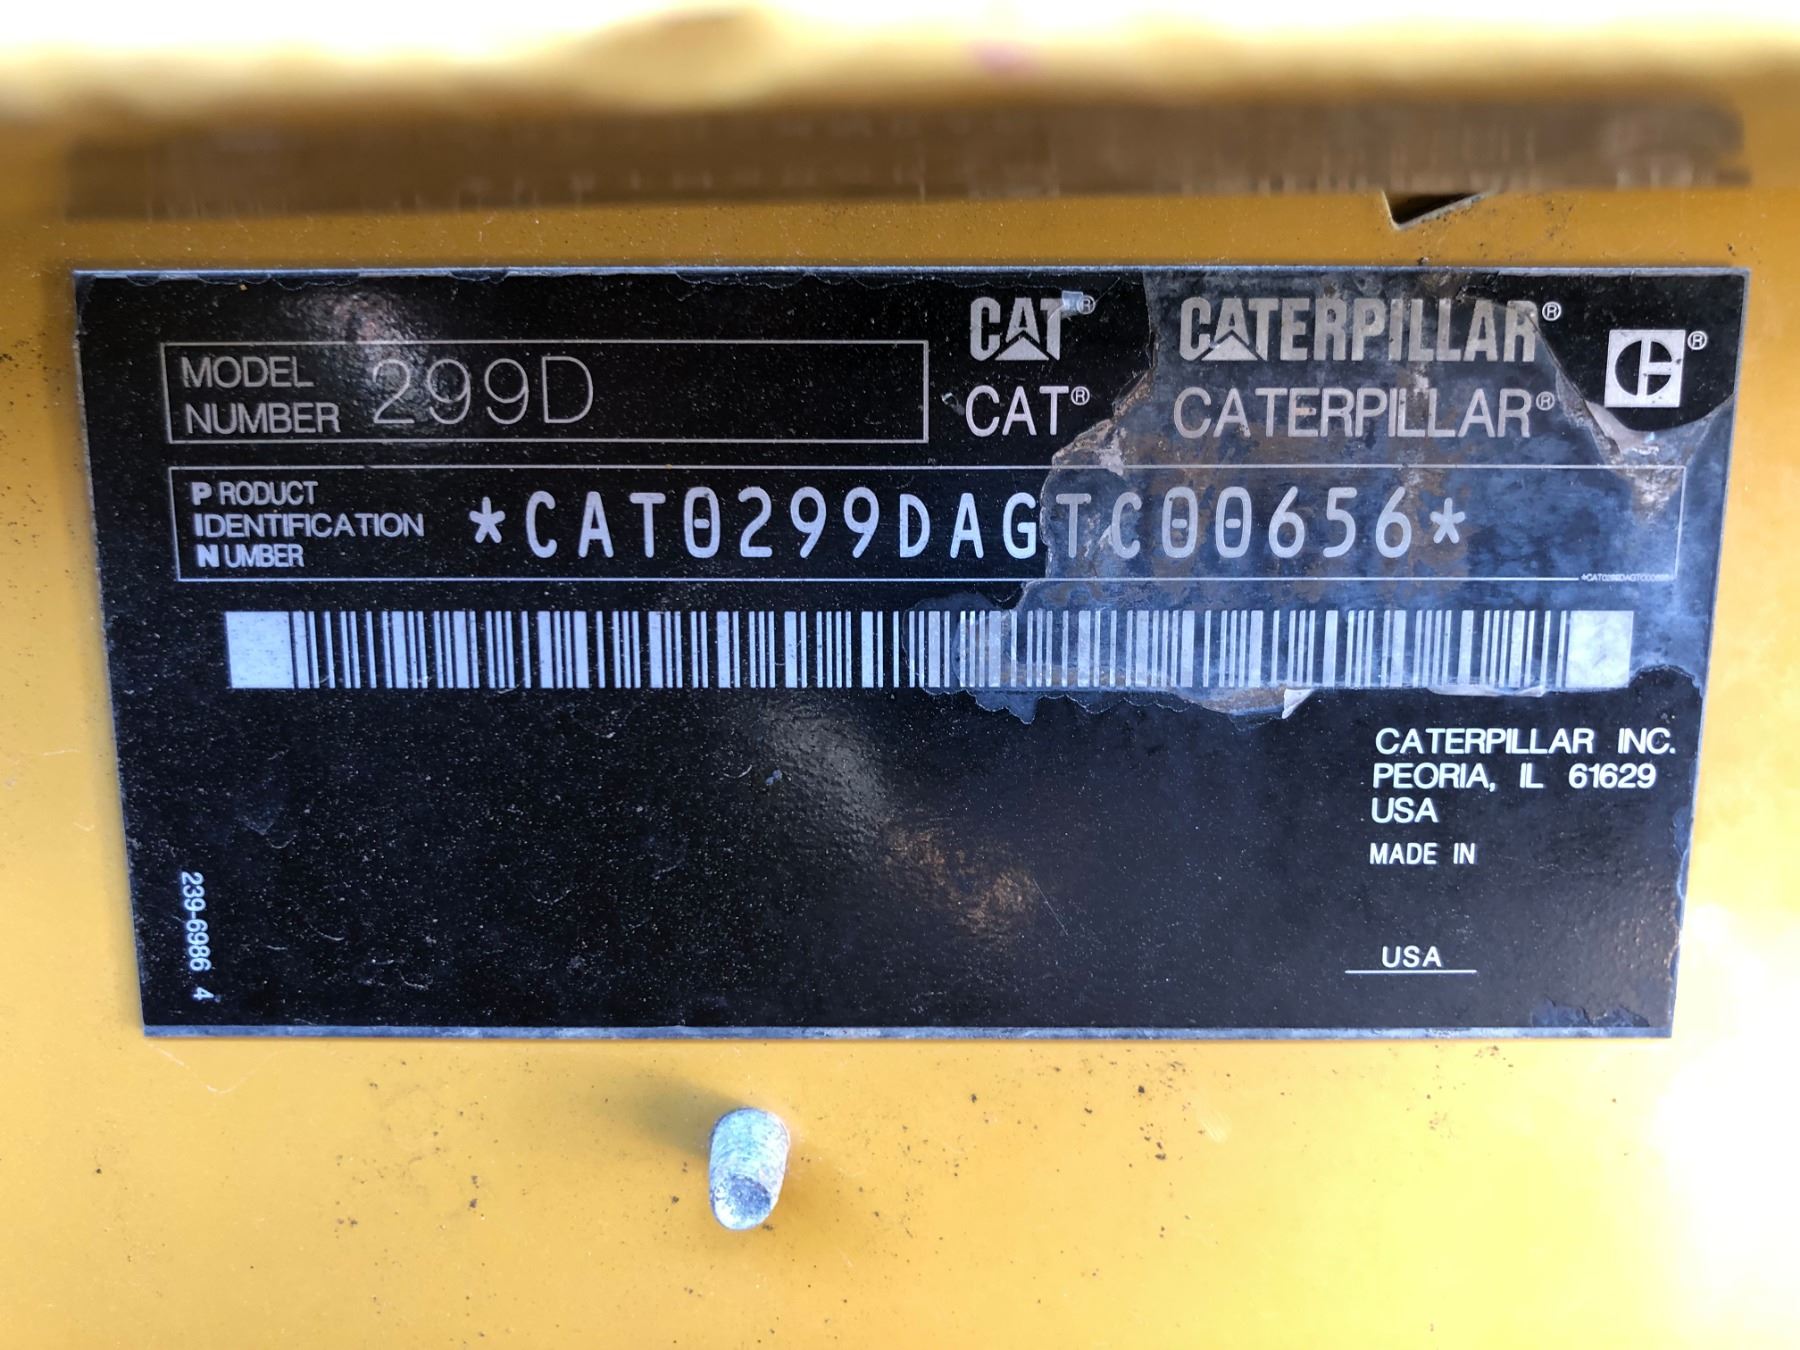 CAT® CATERPILLAR®
MODEL NUMBER 299D
CAT® CATERPILLAR®
PRODUCT IDENTIFICATION NUMBER *CAT0299DAGTC00656*
CATERPILLAR INC.
PEORIA, IL 61629
USA
MADE IN
USA
239-6986 4